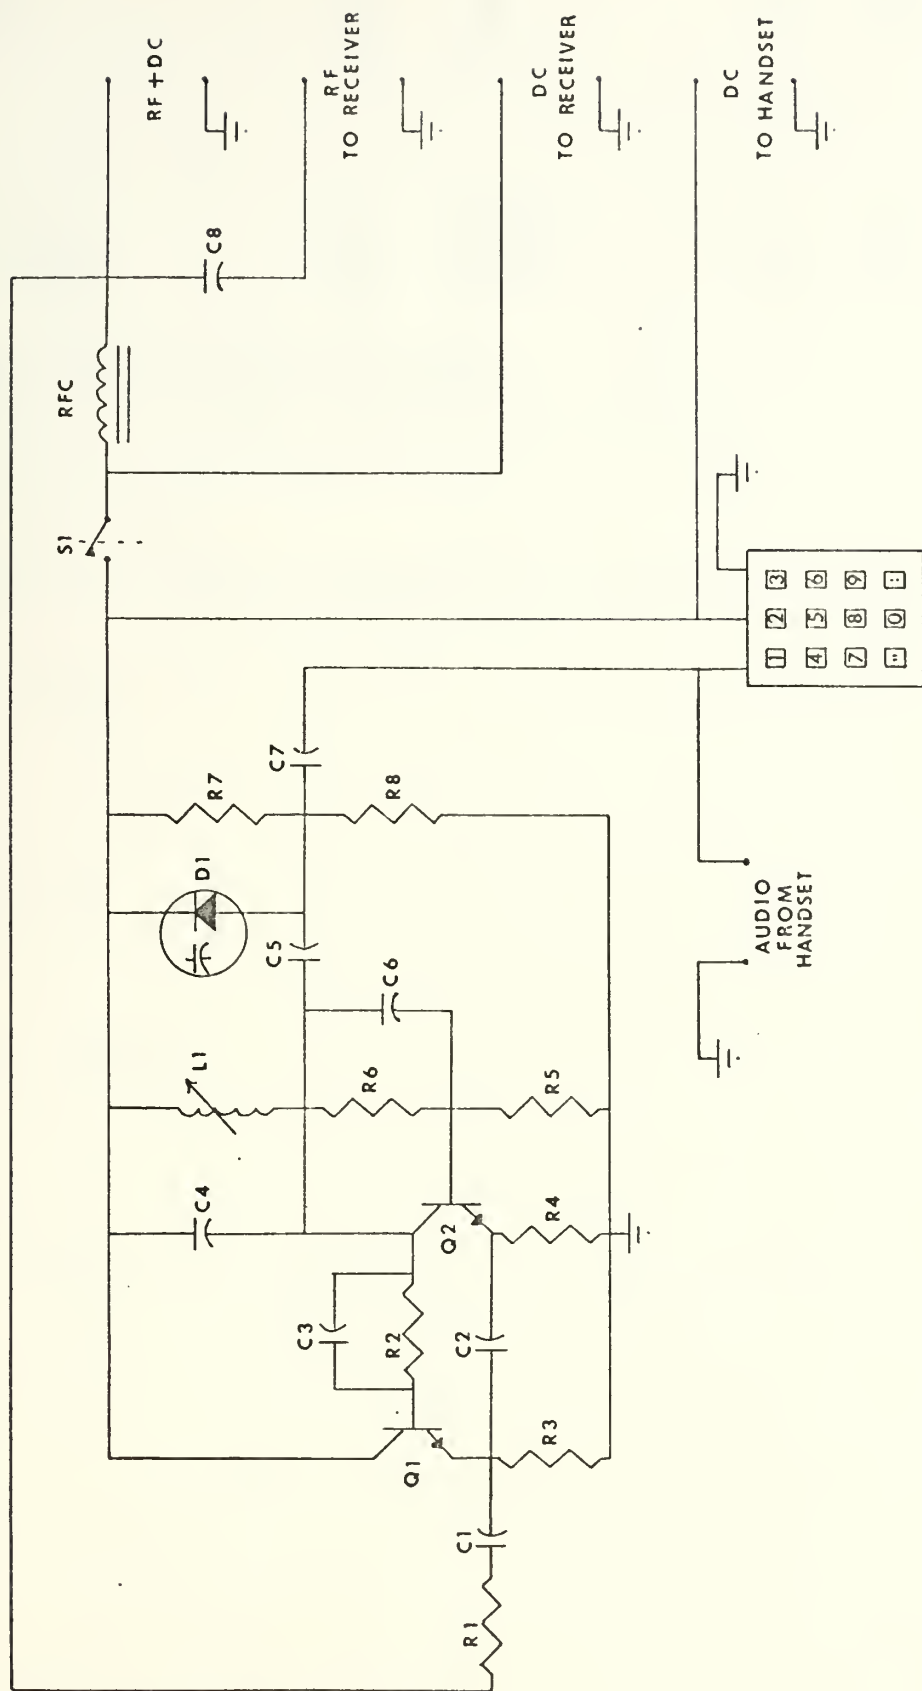 RF+DC
RF
TO RECEIVER
DC
TO RECEIVER
DC
TO HANDSET
C8
RFC
S1
1 2 3
4 5 6
7 8 9
" 0 :
C7
R7
R8
D1
C5
C6
AUDIO
FROM
HANDSET
L1
R6
R5
C4
Q2
R4
C3
R2
C2
Q1
R3
C1
R1